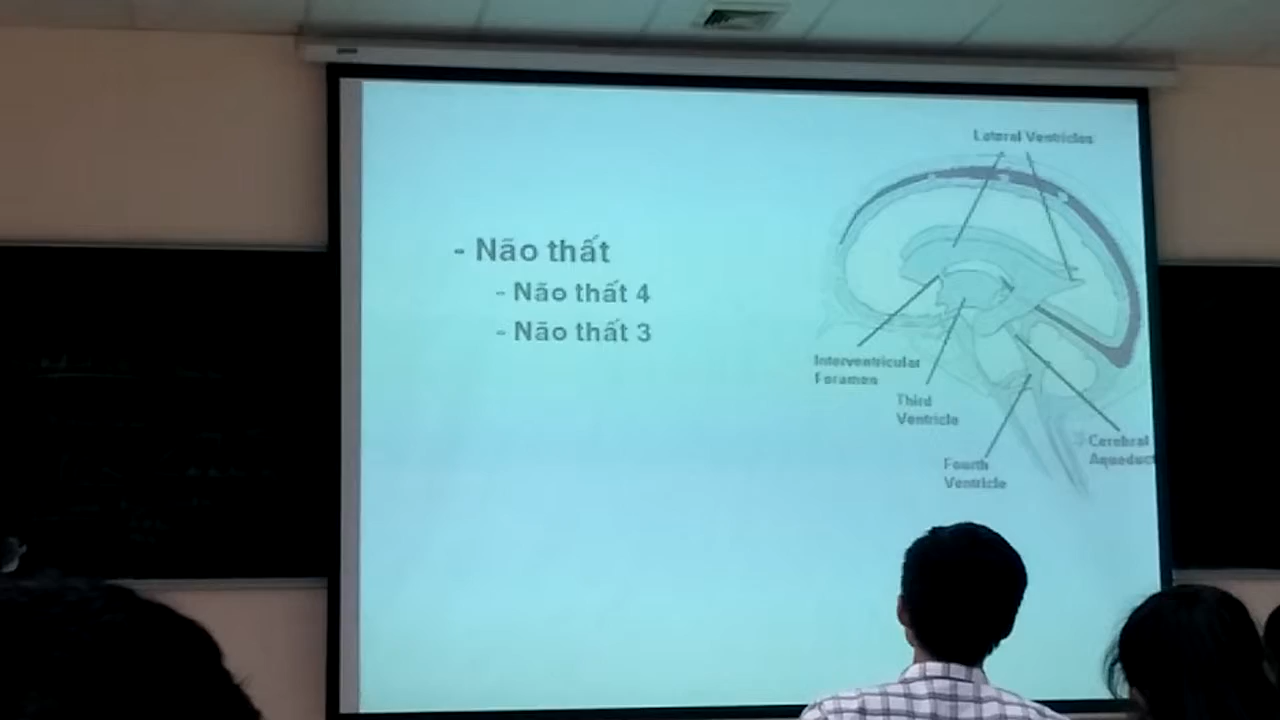 Lateral Ventricles
- Não thất
- Não thất 4
- Não thất 3
Interventricular
Foramen
Third
Ventricle
Cerebral
Aqueduct
Fourth
Ventricle